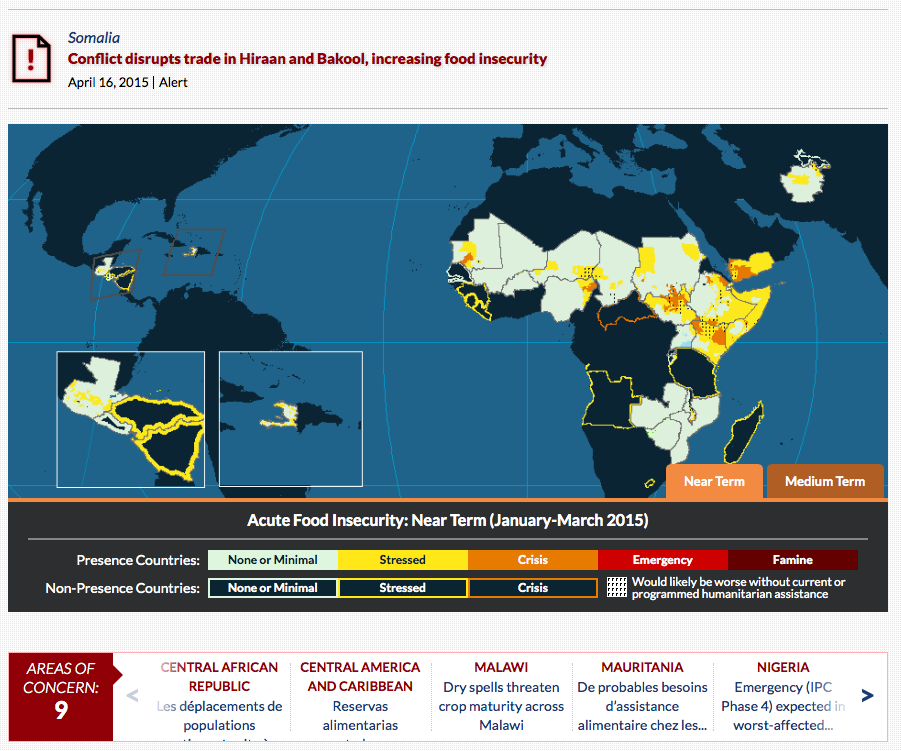 Somalia
Conflict disrupts trade in Hiraan and Bakool, increasing food insecurity
April 16, 2015 | Alert
Near Term
Medium Term
Acute Food Insecurity: Near Term (January-March 2015)
Presence Countries:
None or Minimal
Stressed
Crisis
Emergency
Famine
Non-Presence Countries:
None or Minimal
Stressed
Crisis
Would likely be worse without current or
programmed humanitarian assistance
AREAS OF
CONCERN:
9
<
CENTRAL AFRICAN
REPUBLIC
Les déplacements de
populations
CENTRAL AMERICA
AND CARIBBEAN
Reservas
alimentarias
MALAWI
Dry spells threaten
crop maturity across
Malawi
MAURITANIA
De probables besoins
d’assistance
alimentaire chez les...
NIGERIA
Emergency (IPC
Phase 4) expected in
worst-affected...
>